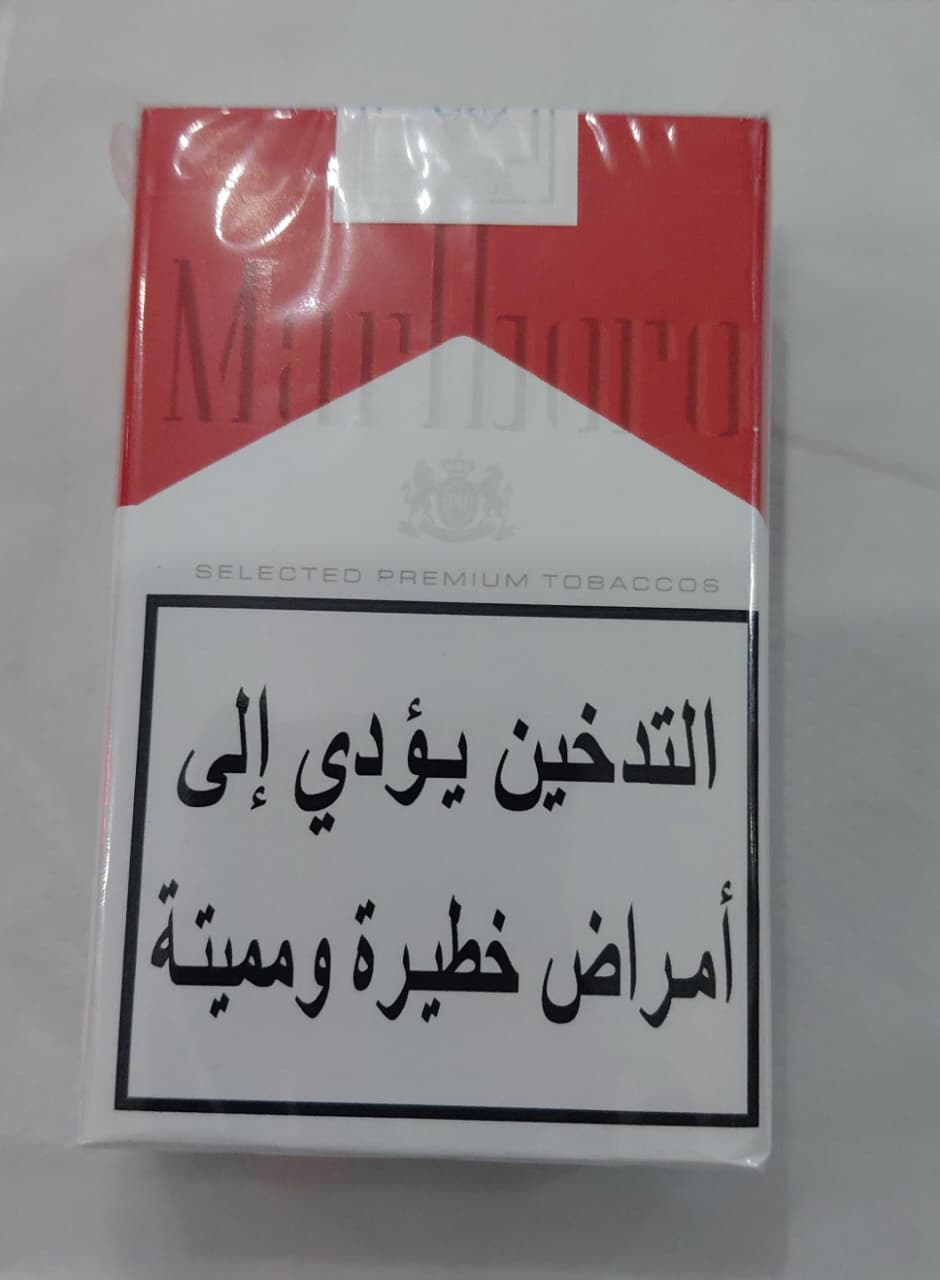 Marlboro
SELECTED PREMIUM TOBACCOS
التدخين يؤدي إلى
أمراض خطيرة ومميتة